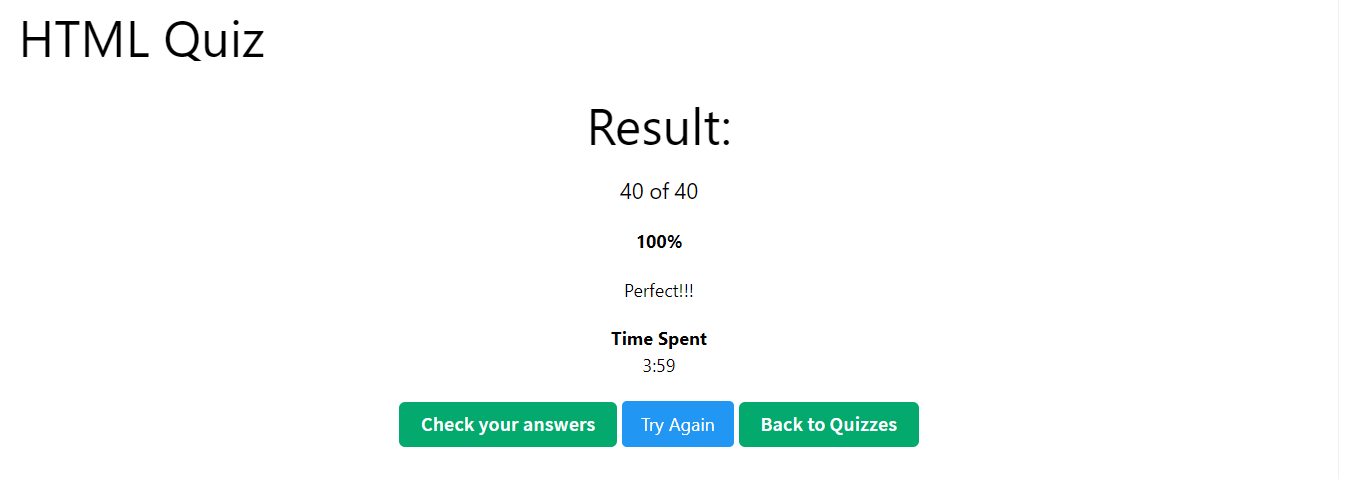 HTML Quiz
Result:
40 of 40
100%
Perfect!!!
Time Spent
3:59
Check your answers Try Again Back to Quizzes